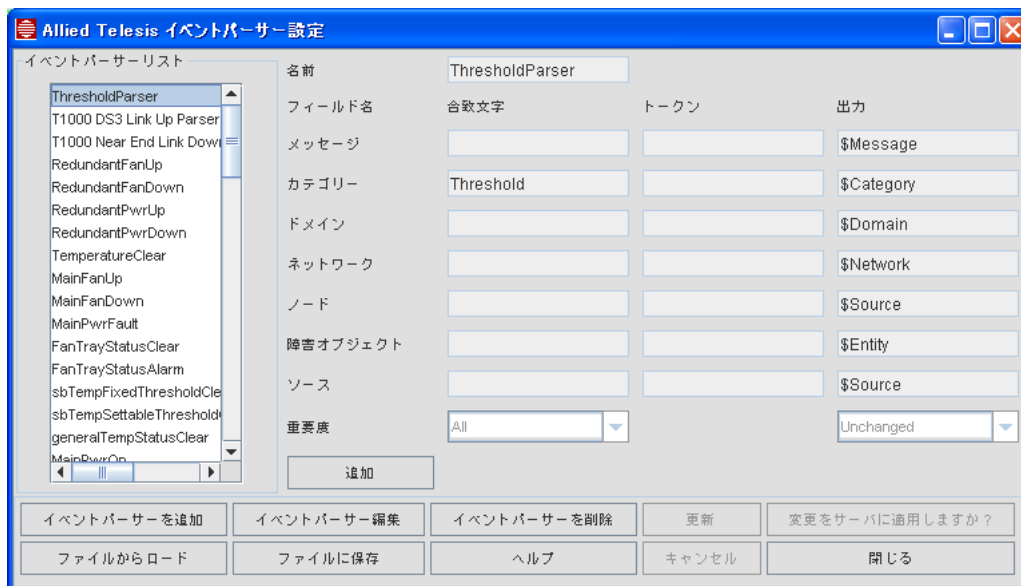 Allied Telesis イベントパーサー設定
イベントパーサーリスト
ThresholdParser
T1000 DS3 Link Up Parser
T1000 Near End Link Down
RedundantFanUp
RedundantFanDown
RedundantPwrUp
RedundantPwrDown
TemperatureClear
MainFanUp
MainFanDown
MainPwrFault
FanTrayStatusClear
FanTrayStatusAlarm
sbTempFixedThresholdCle
sbTempSettableThreshold
generalTempStatusClear
MainPwrOn
名前 ThresholdParser
フィールド名 合致文字 トークン 出力
メッセージ $Message
カテゴリー Threshold $Category
ドメイン $Domain
ネットワーク $Network
ノード $Source
障害オブジェクト $Entity
ソース $Source
重要度 All Unchanged
追加
イベントパーサーを追加 イベントパーサー編集 イベントパーサーを削除 更新 変更をサーバに適用しますか？
ファイルからロード ファイルに保存 ヘルプ キャンセル 閉じる